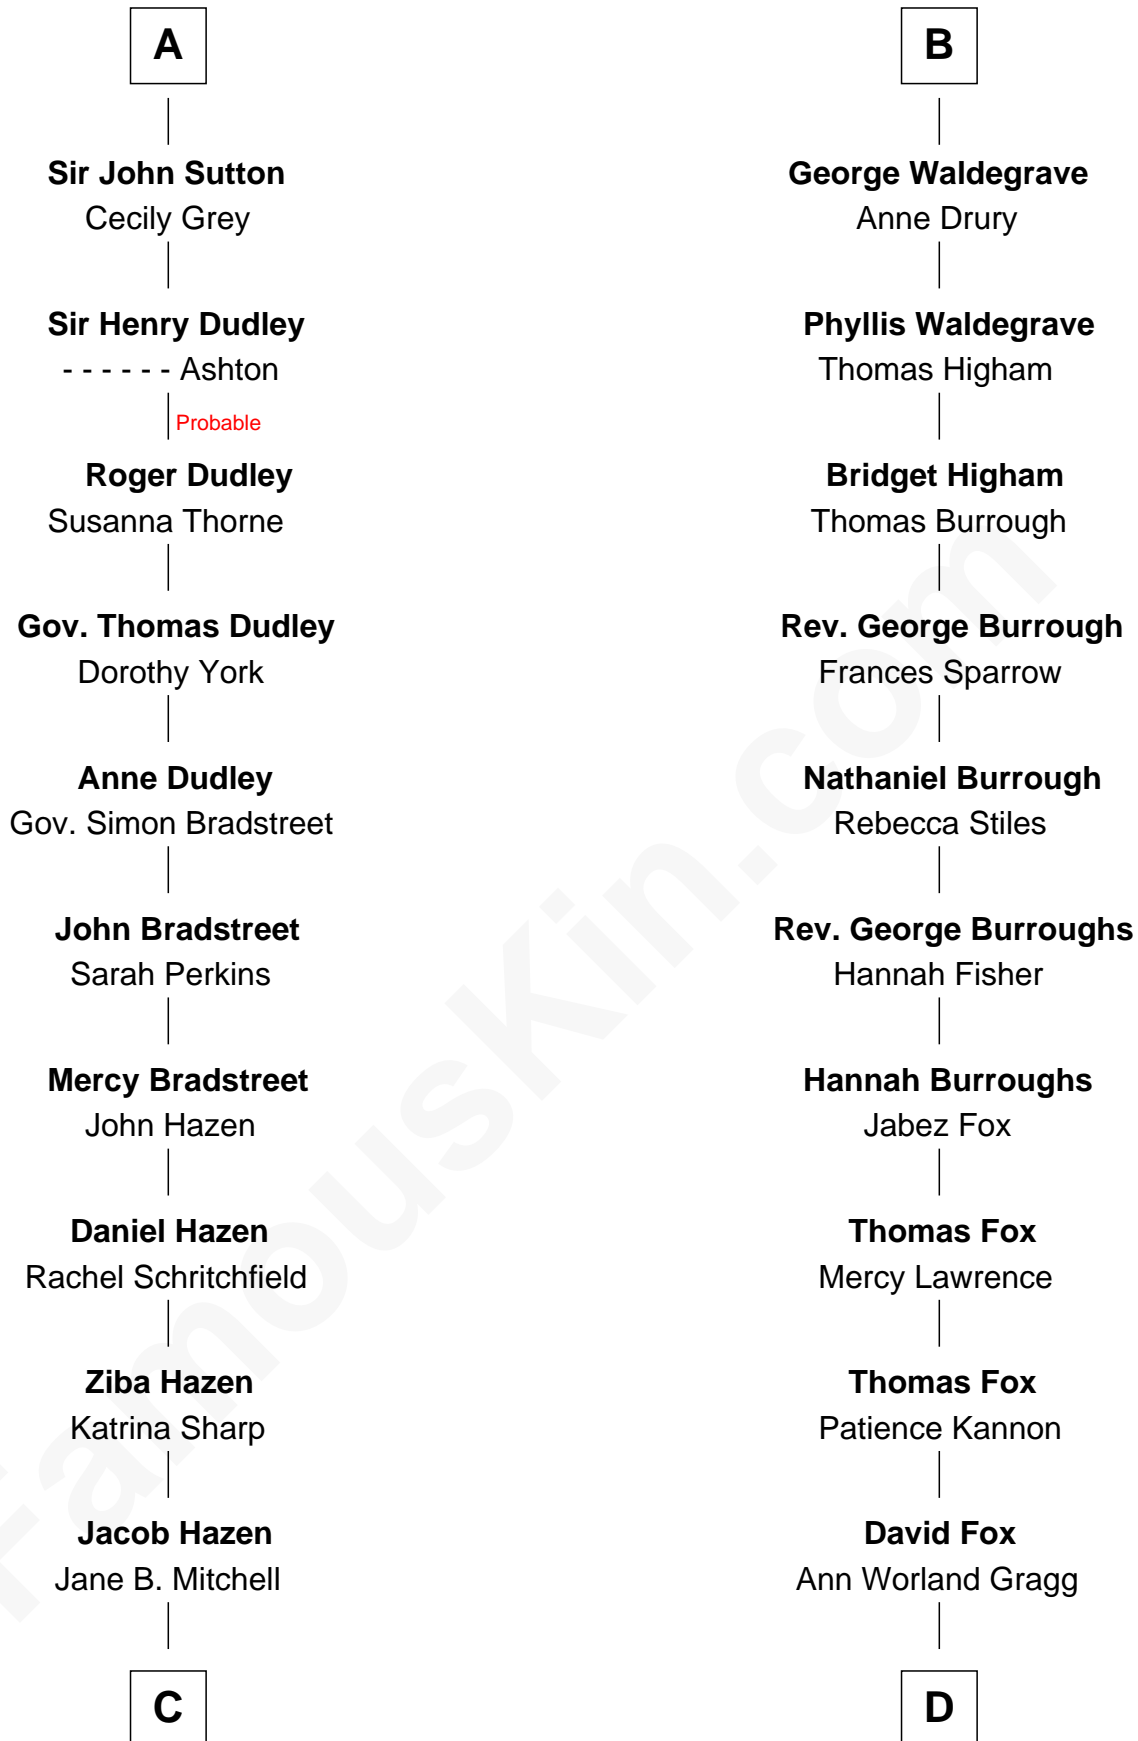 A
Sir John Sutton
Cecily Grey
Sir Henry Dudley
- - - - - - Ashton
Probable
Roger Dudley
Susanna Thorne
Gov. Thomas Dudley
Dorothy York
Anne Dudley
Gov. Simon Bradstreet
John Bradstreet
Sarah Perkins
Mercy Bradstreet
John Hazen
Daniel Hazen
Rachel Schritchfield
Ziba Hazen
Katrina Sharp
Jacob Hazen
Jane B. Mitchell
C
B
George Waldegrave
Anne Drury
Phyllis Waldegrave
Thomas Higham
Bridget Higham
Thomas Burrough
Rev. George Burrough
Frances Sparrow
Nathaniel Burrough
Rebecca Stiles
Rev. George Burroughs
Hannah Fisher
Hannah Burroughs
Jabez Fox
Thomas Fox
Mercy Lawrence
Thomas Fox
Patience Kannon
David Fox
Ann Worland Gragg
D
FamousKin.com